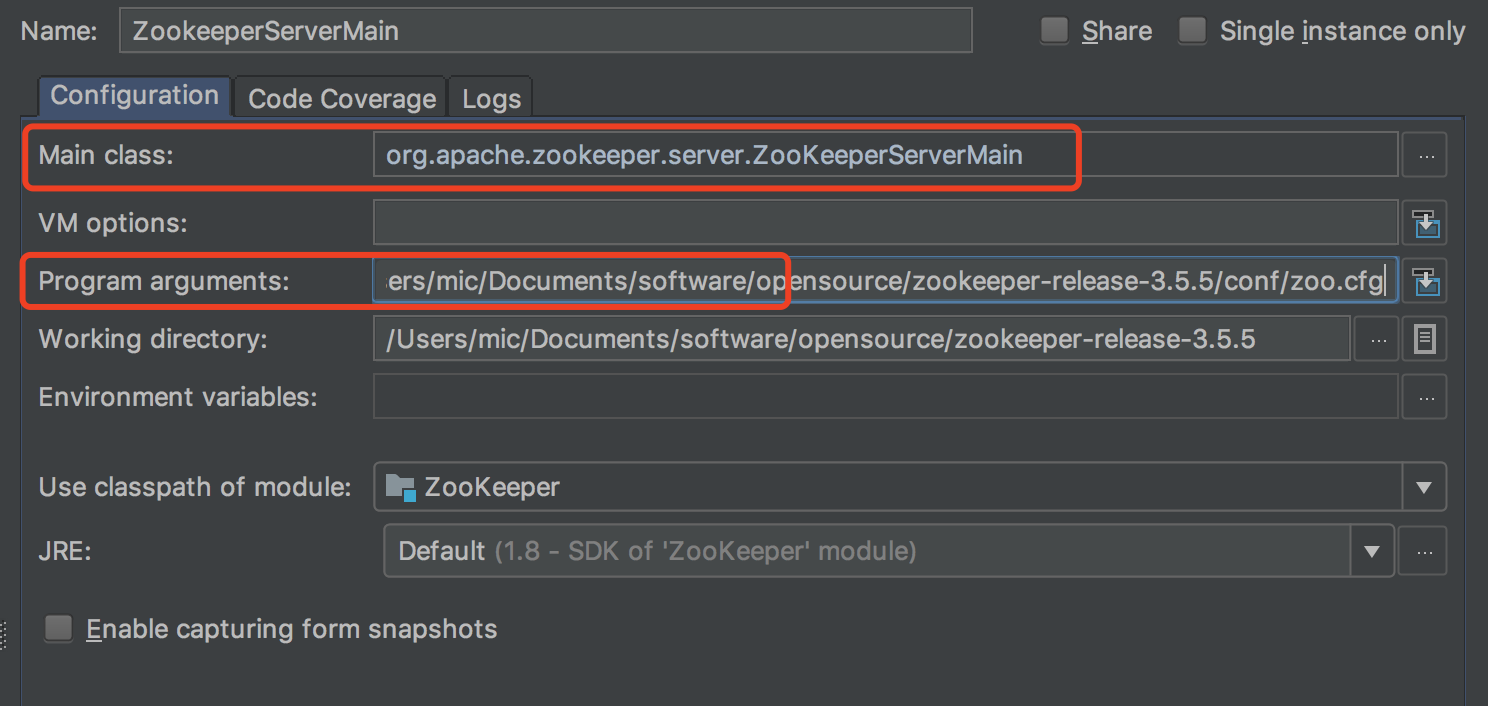 Name: ZookeeperServerMain Share Single instance only
Configuration Code Coverage Logs
Main class: org.apache.zookeeper.server.ZooKeeperServerMain ...
VM options:
Program arguments: ers/mic/Documents/software/opensource/zookeeper-release-3.5.5/conf/zoo.cfg
Working directory: /Users/mic/Documents/software/opensource/zookeeper-release-3.5.5 ...
Environment variables: ...
Use classpath of module: ZooKeeper
JRE: Default (1.8 - SDK of 'ZooKeeper' module) ...
Enable capturing form snapshots